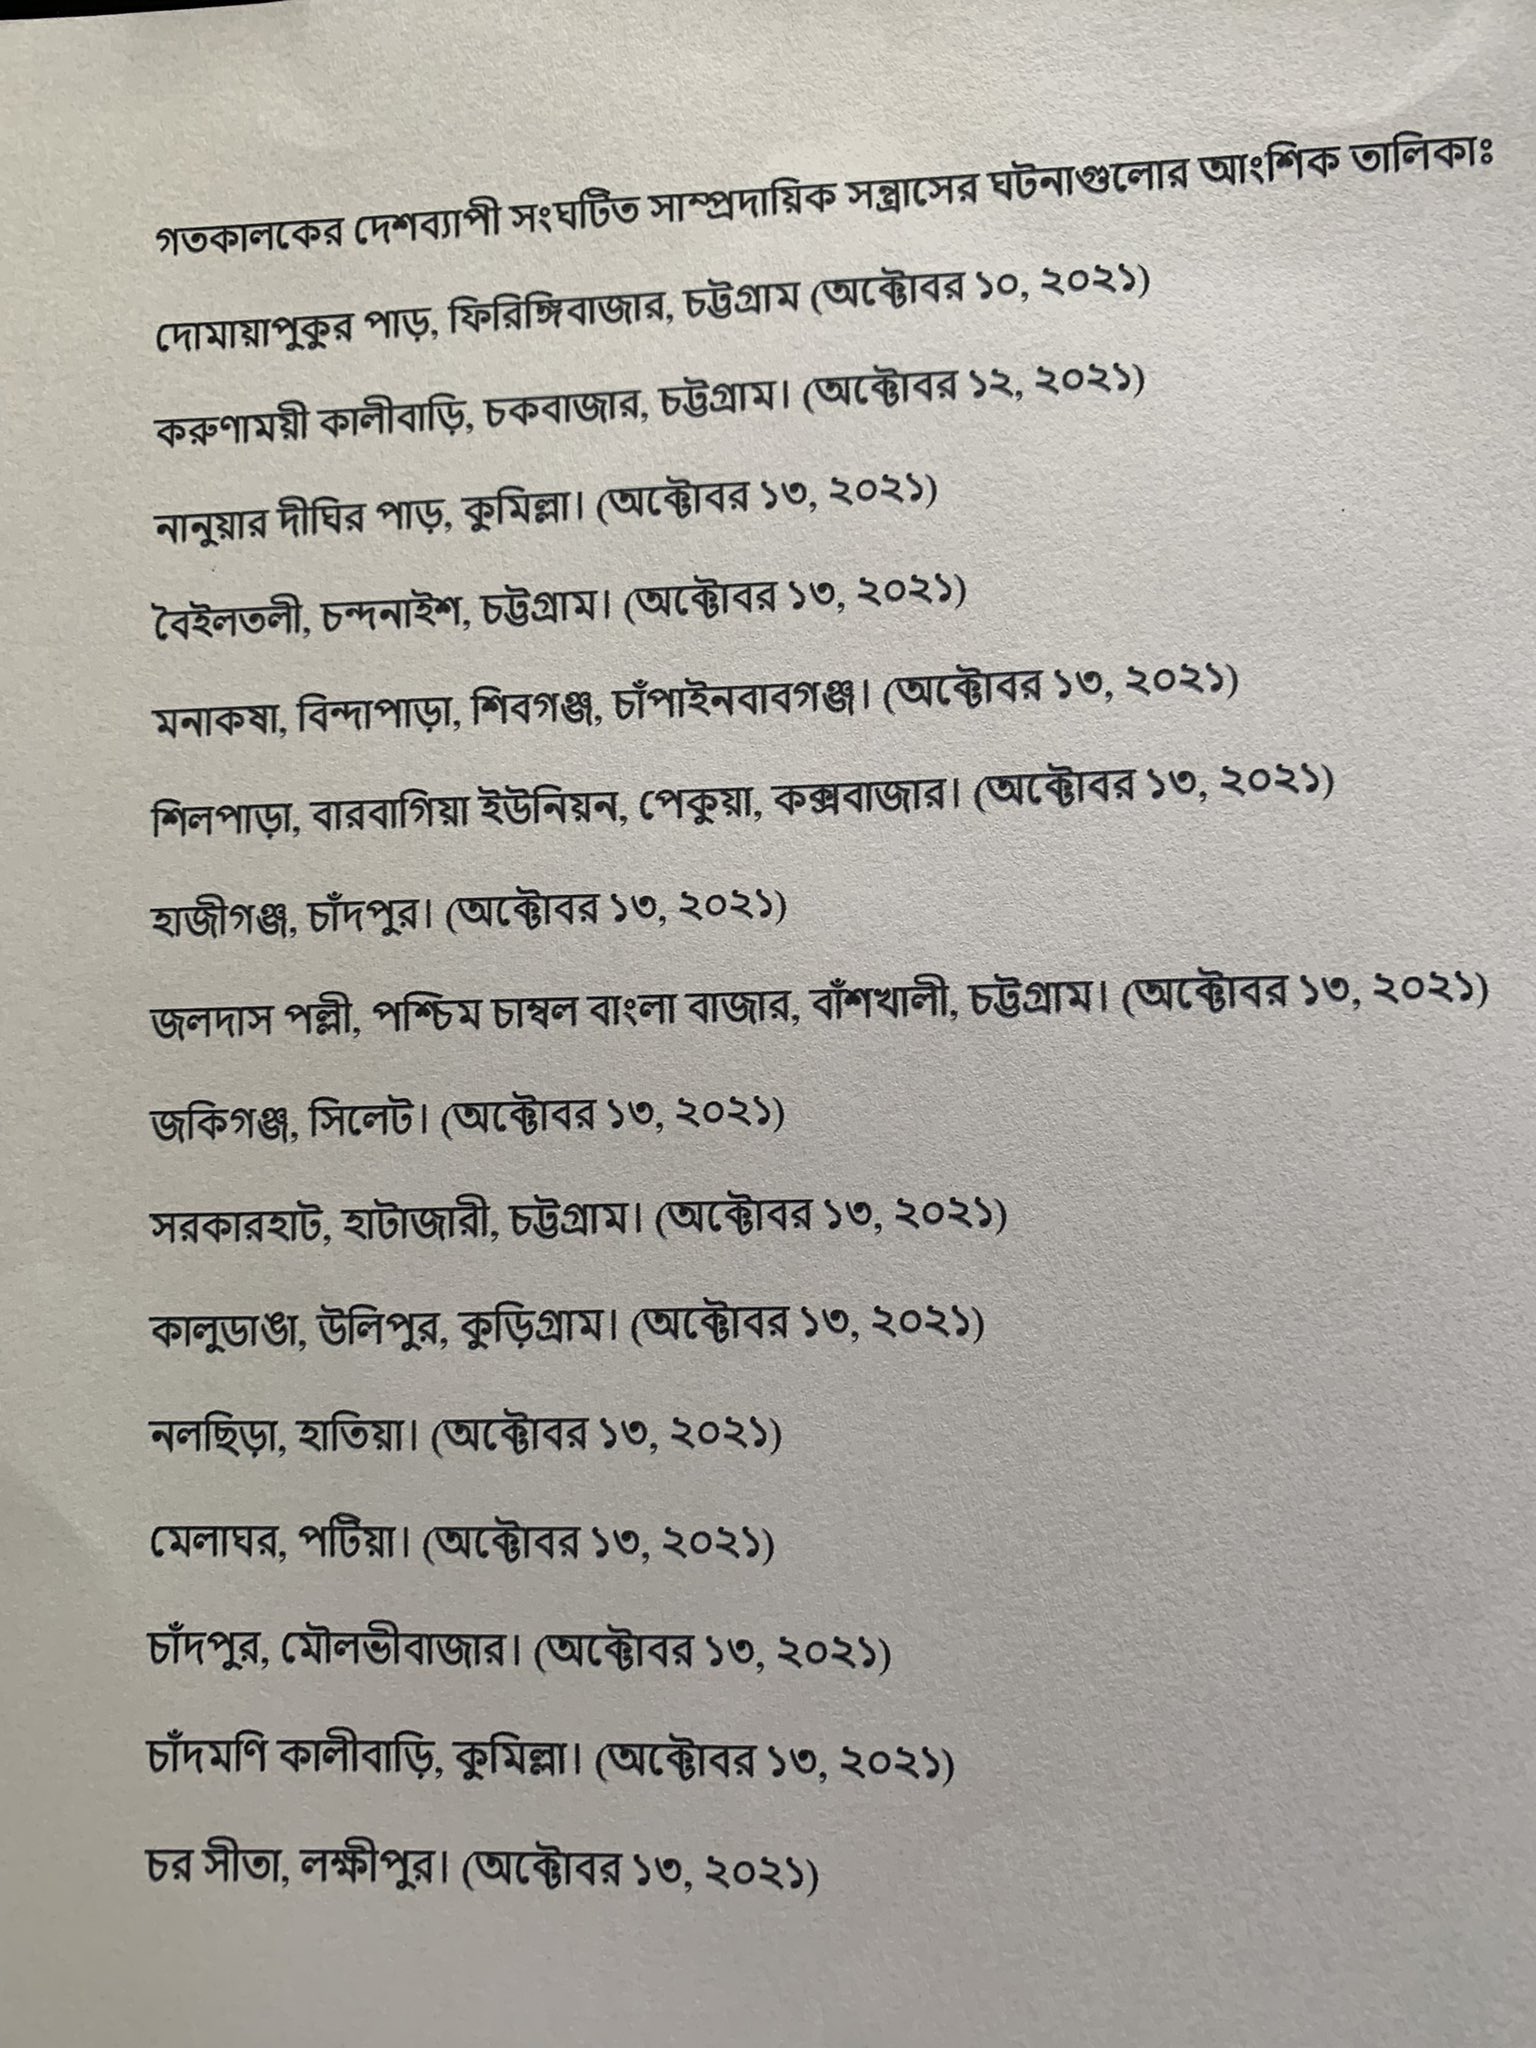 গতকালকের দেশব্যাপী সংঘটিত সাম্প্রদায়িক সন্ত্রাসের ঘটনাগুলোর আংশিক তালিকাঃ
দোমায়াপুকুর পাড়, ফিরিঙ্গিবাজার, চট্টগ্রাম (অক্টোবর ১০, ২০২১)
করুণাময়ী কালীবাড়ি, চকবাজার, চট্টগ্রাম। (অক্টোবর ১২, ২০২১)
নানুয়ার দীঘির পাড়, কুমিল্লা। (অক্টোবর ১৩, ২০২১)
বৈইলতলী, চন্দনাইশ, চট্টগ্রাম। (অক্টোবর ১৩, ২০২১)
মনাকষা, বিন্দাপাড়া, শিবগঞ্জ, চাঁপাইনবাবগঞ্জ। (অক্টোবর ১৩, ২০২১)
শিলপাড়া, বারবাগিয়া ইউনিয়ন, পেকুয়া, কক্সবাজার। (অক্টোবর ১৩, ২০২১)
হাজীগঞ্জ, চাঁদপুর। (অক্টোবর ১৩, ২০২১)
জলদাস পল্লী, পশ্চিম চাম্বল বাংলা বাজার, বাঁশখালী, চট্টগ্রাম। (অক্টোবর ১৩, ২০২১)
জকিগঞ্জ, সিলেট। (অক্টোবর ১৩, ২০২১)
সরকারহাট, হাটাজারী, চট্টগ্রাম। (অক্টোবর ১৩, ২০২১)
কালুডাঙা, উলিপুর, কুড়িগ্রাম। (অক্টোবর ১৩, ২০২১)
নলছিড়া, হাতিয়া। (অক্টোবর ১৩, ২০২১)
মেলাঘর, পটিয়া। (অক্টোবর ১৩, ২০২১)
চাঁদপুর, মৌলভীবাজার। (অক্টোবর ১৩, ২০২১)
চাঁদমণি কালীবাড়ি, কুমিল্লা। (অক্টোবর ১৩, ২০২১)
চর সীতা, লক্ষীপুর। (অক্টোবর ১৩, ২০২১)